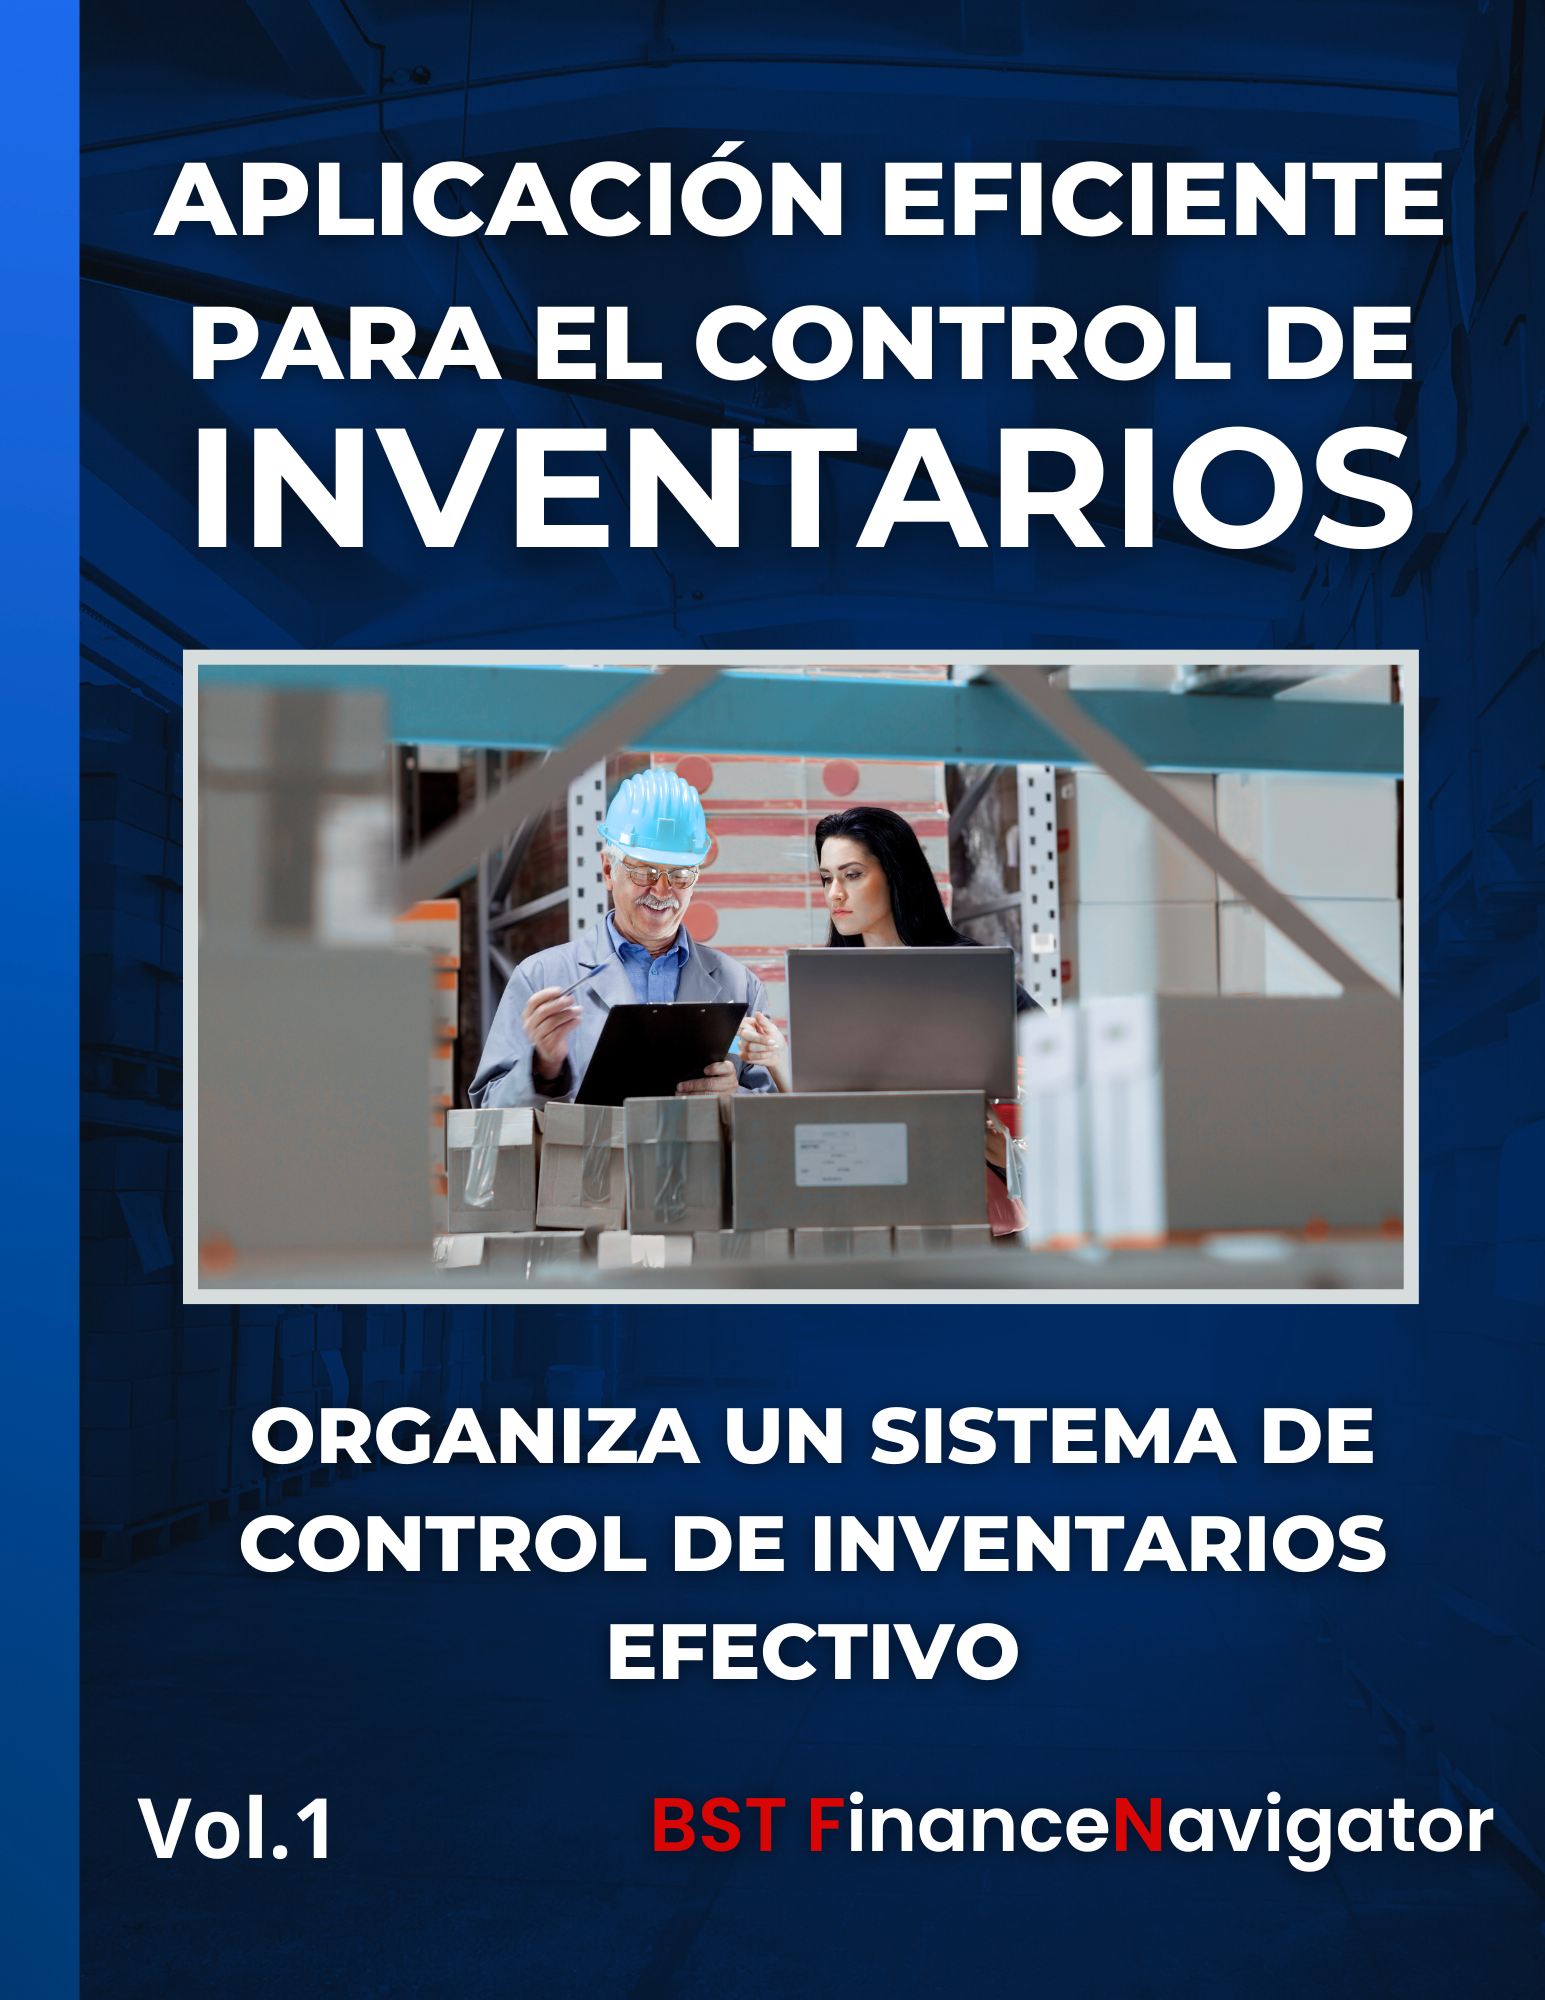 APLICACIÓN EFICIENTE
PARA EL CONTROL DE
INVENTARIOS
ORGANIZA UN SISTEMA DE
CONTROL DE INVENTARIOS
EFECTIVO
Vol.1
BST FinanceNavigator